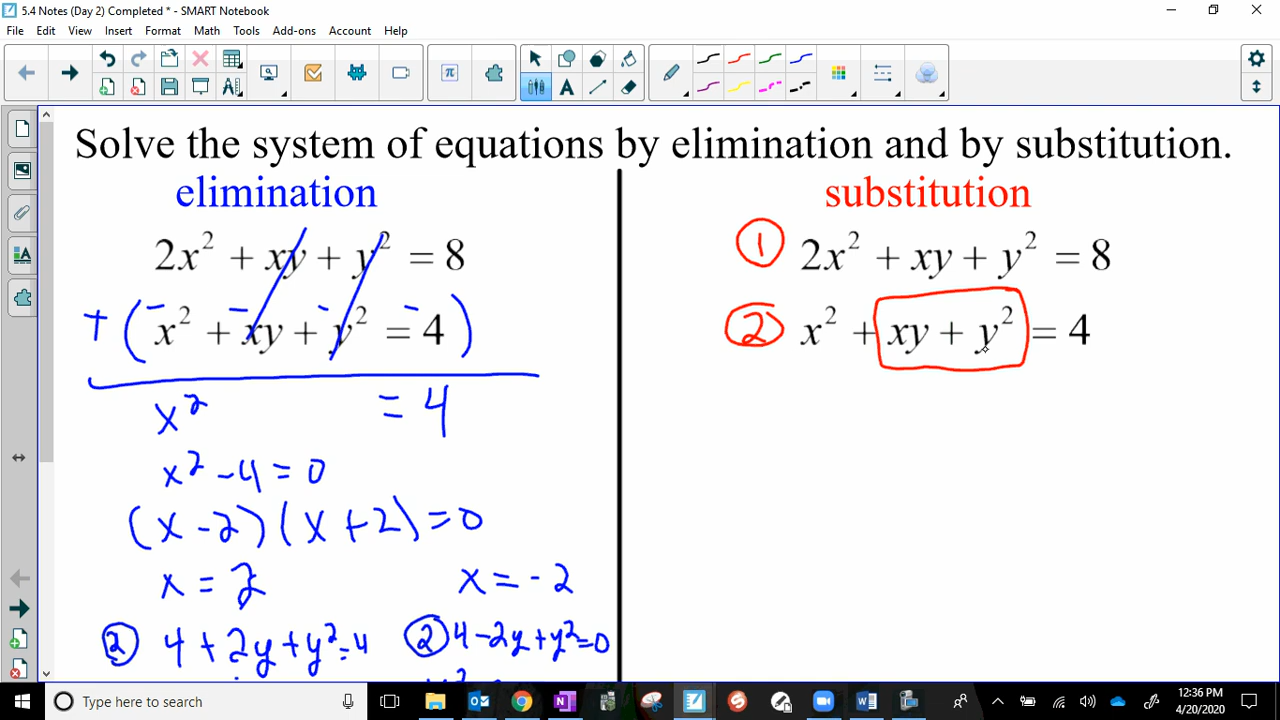 5.4 Notes (Day 2) Completed * - SMART Notebook
File Edit View Insert Format Math Tools Add-ons Account Help
Solve the system of equations by elimination and by substitution.
elimination
2x² + xy + y² = 8
+ (⁻x² + ⁻xy + ⁻y² = ⁻4)
x² = 4
x² - 4 = 0
(x - 2)(x + 2) = 0
x = 2 x = -2
② 4 + 2y + y² = 4 ② 4 - 2y + y² = 0
substitution
① 2x² + xy + y² = 8
② x² + xy + y² = 4
Type here to search
12:36 PM
4/20/2020